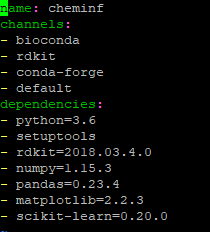 name: cheminf
channels:
- bioconda
- rdkit
- conda-forge
- default
dependencies:
- python=3.6
- setuptools
- rdkit=2018.03.4.0
- numpy=1.15.3
- pandas=0.23.4
- matplotlib=2.2.3
- scikit-learn=0.20.0